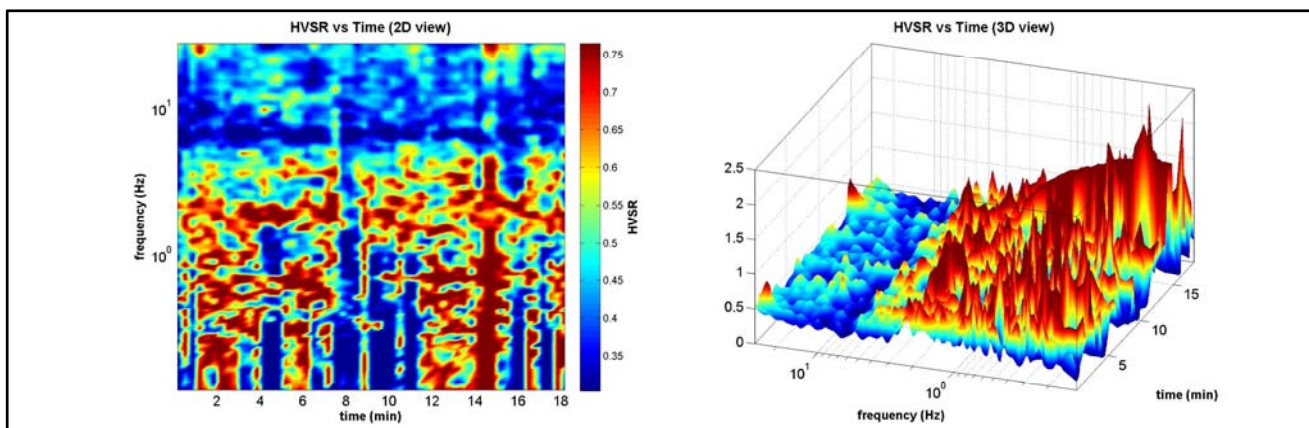 HVSR vs Time (2D view)
10¹
10⁰
frequency (Hz)
2 4 6 8 10 12 14 16 18
time (min)
0.75
0.7
0.65
0.6
0.55
0.5
0.45
0.4
0.35
HVSR
HVSR vs Time (3D view)
2.5
2
1.5
1
0.5
0
10¹
10⁰
frequency (Hz)
5
10
15
time (min)